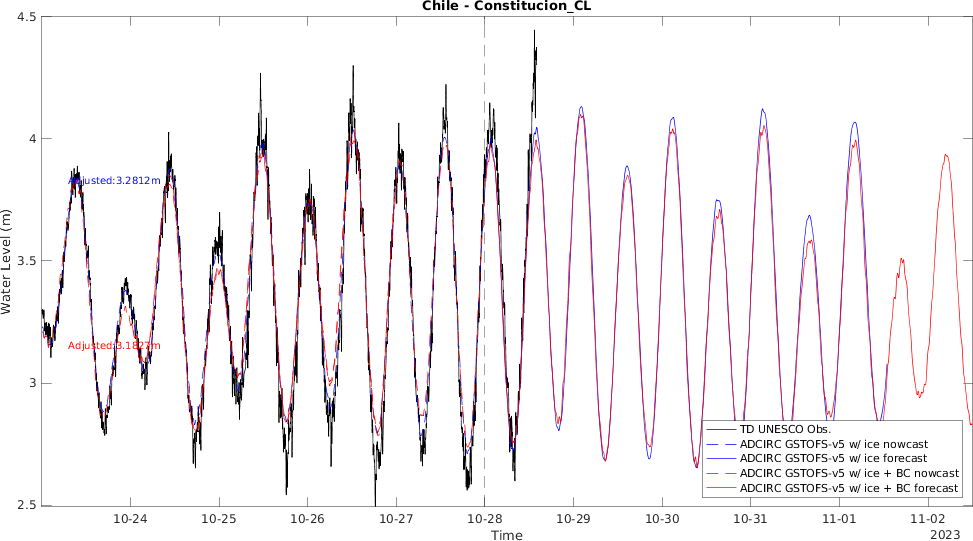 Chile - Constitucion_CL
4.5
4
3.5
3
2.5
Water Level (m)
Adjusted:3.2812m
Adjusted:3.1827m
TD UNESCO Obs.
ADCIRC GSTOFS-v5 w/ ice nowcast
ADCIRC GSTOFS-v5 w/ ice forecast
ADCIRC GSTOFS-v5 w/ ice + BC nowcast
ADCIRC GSTOFS-v5 w/ ice + BC forecast
10-24 10-25 10-26 10-27 10-28 10-29 10-30 10-31 11-01 11-02
Time
2023